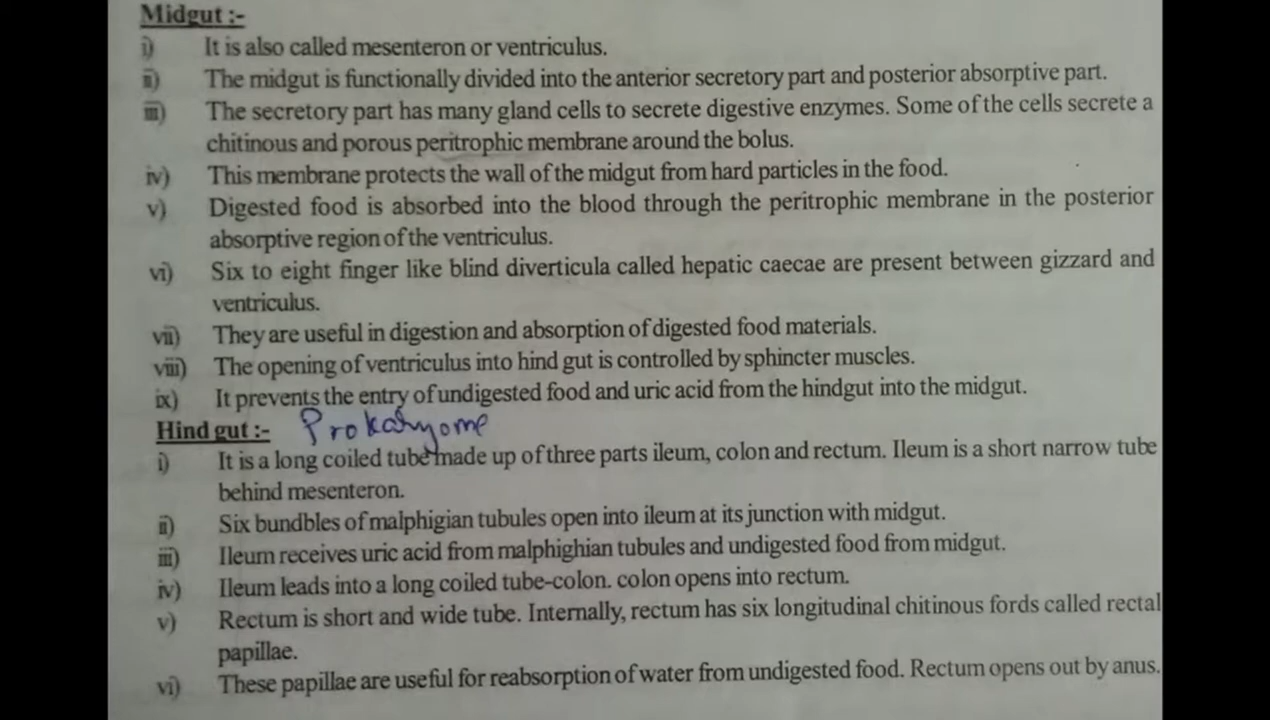 Midgut :-
i) It is also called mesenteron or ventriculus.
ii) The midgut is functionally divided into the anterior secretory part and posterior absorptive part.
iii) The secretory part has many gland cells to secrete digestive enzymes. Some of the cells secrete a
chitinous and porous peritrophic membrane around the bolus.
iv) This membrane protects the wall of the midgut from hard particles in the food.
v) Digested food is absorbed into the blood through the peritrophic membrane in the posterior
absorptive region of the ventriculus.
vi) Six to eight finger like blind diverticula called hepatic caecae are present between gizzard and
ventriculus.
vii) They are useful in digestion and absorption of digested food materials.
viii) The opening of ventriculus into hind gut is controlled by sphincter muscles.
ix) It prevents the entry of undigested food and uric acid from the hindgut into the midgut.
Hind gut :-
i) It is a long coiled tube made up of three parts ileum, colon and rectum. Ileum is a short narrow tube
behind mesenteron.
ii) Six bundbles of malphigian tubules open into ileum at its junction with midgut.
iii) Ileum receives uric acid from malphighian tubules and undigested food from midgut.
iv) Ileum leads into a long coiled tube-colon. colon opens into rectum.
v) Rectum is short and wide tube. Internally, rectum has six longitudinal chitinous fords called rectal
papillae.
vi) These papillae are useful for reabsorption of water from undigested food. Rectum opens out by anus.